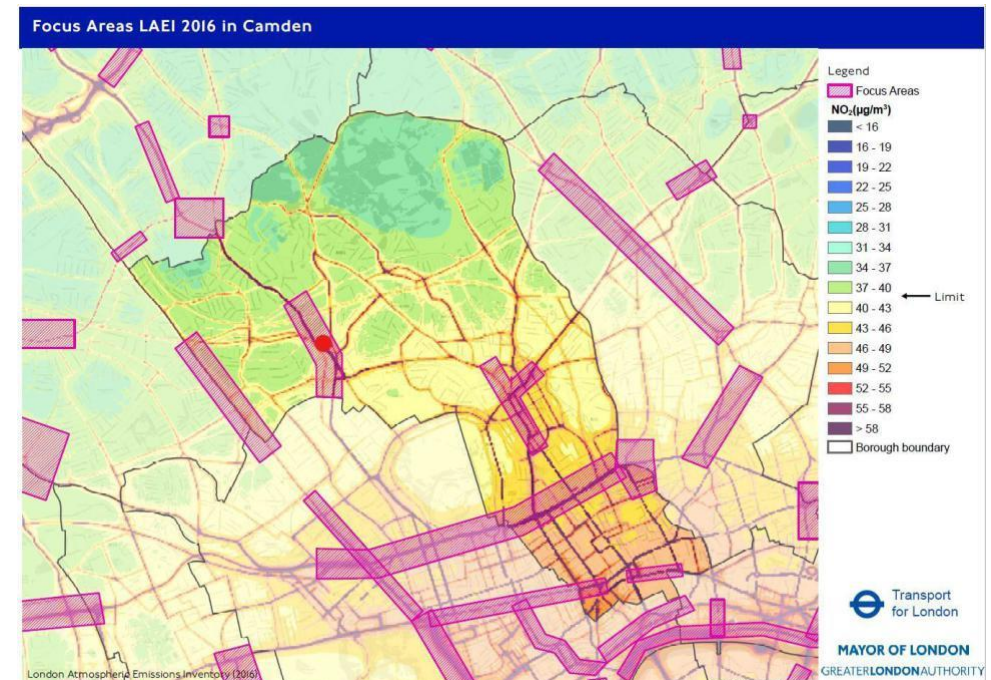 Focus Areas LAEI 2016 in Camden
Legend
Focus Areas
NO₂(µg/m³)
< 16
16 - 19
19 - 22
22 - 25
25 - 28
28 - 31
31 - 34
34 - 37
37 - 40
40 - 43
43 - 46
46 - 49
49 - 52
52 - 55
55 - 58
> 58
Limit
Borough boundary
Transport
for London
MAYOR OF LONDON
GREATERLONDONAUTHORITY
London Atmospheric Emissions Inventory (2016)